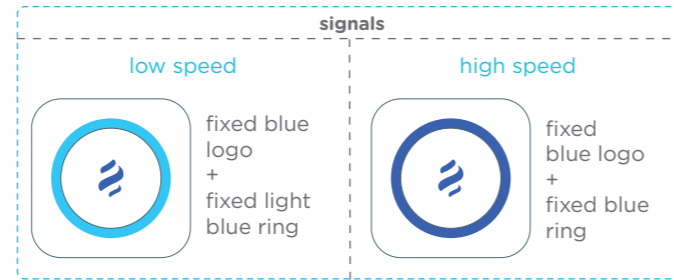 signals
low speed
high speed
fixed blue
logo
+
fixed light
blue ring
fixed
blue logo
+
fixed blue
ring